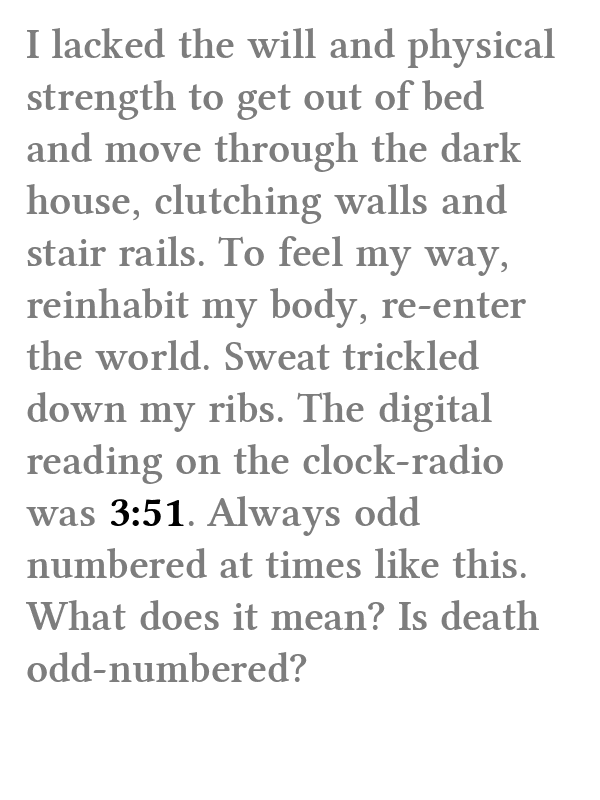 I lacked the will and physical
strength to get out of bed
and move through the dark
house, clutching walls and
stair rails. To feel my way,
reinhabit my body, re-enter
the world. Sweat trickled
down my ribs. The digital
reading on the clock-radio
was 3:51. Always odd
numbered at times like this.
What does it mean? Is death
odd-numbered?